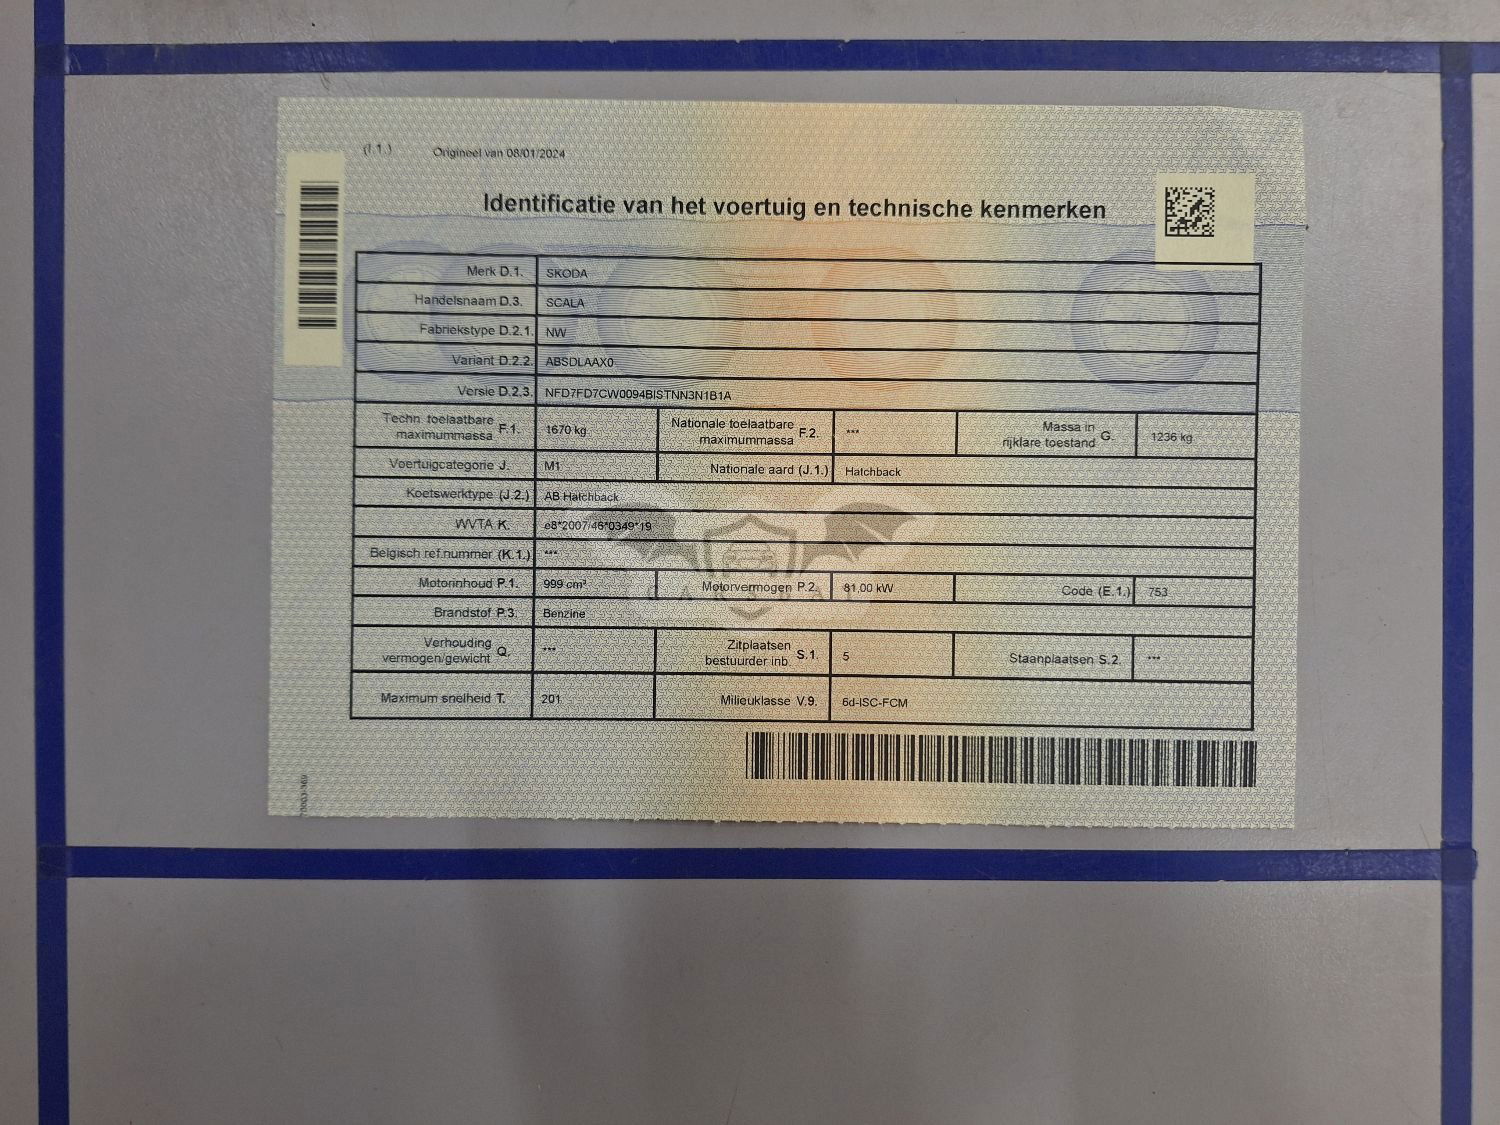 (I.1.) Origineel van 08/01/2024
Identificatie van het voertuig en technische kenmerken
Merk D.1. SKODA
Handelsnaam D.3. SCALA
Fabriekstype D.2.1. NW
Variant D.2.2. ABSDLAAX0
Versie D.2.3. NFD7FD7CW0094BISTNN3N1B1A
Techn. toelaatbare maximummassa F.1. 1670 kg Nationale toelaatbare maximummassa F.2. *** Massa in rijklare toestand G. 1236 kg
Voertuigcategorie J. M1 Nationale aard (J.1.) Hatchback
Koetswerktype (J.2.) AB Hatchback
WVTA K. e8*2007/46*0349*19
Belgisch ref.nummer (K.1.) ***
Motorinhoud P.1. 999 cm³ Motorvermogen P.2. 81,00 kW Code (E.1.) 753
Brandstof P.3. Benzine
Verhouding vermogen/gewicht Q. *** Zitplaatsen bestuurder inb. S.1. 5 Staanplaatsen S.2. ***
Maximum snelheid T. 201 Milieuklasse V.9. 6d-ISC-FCM